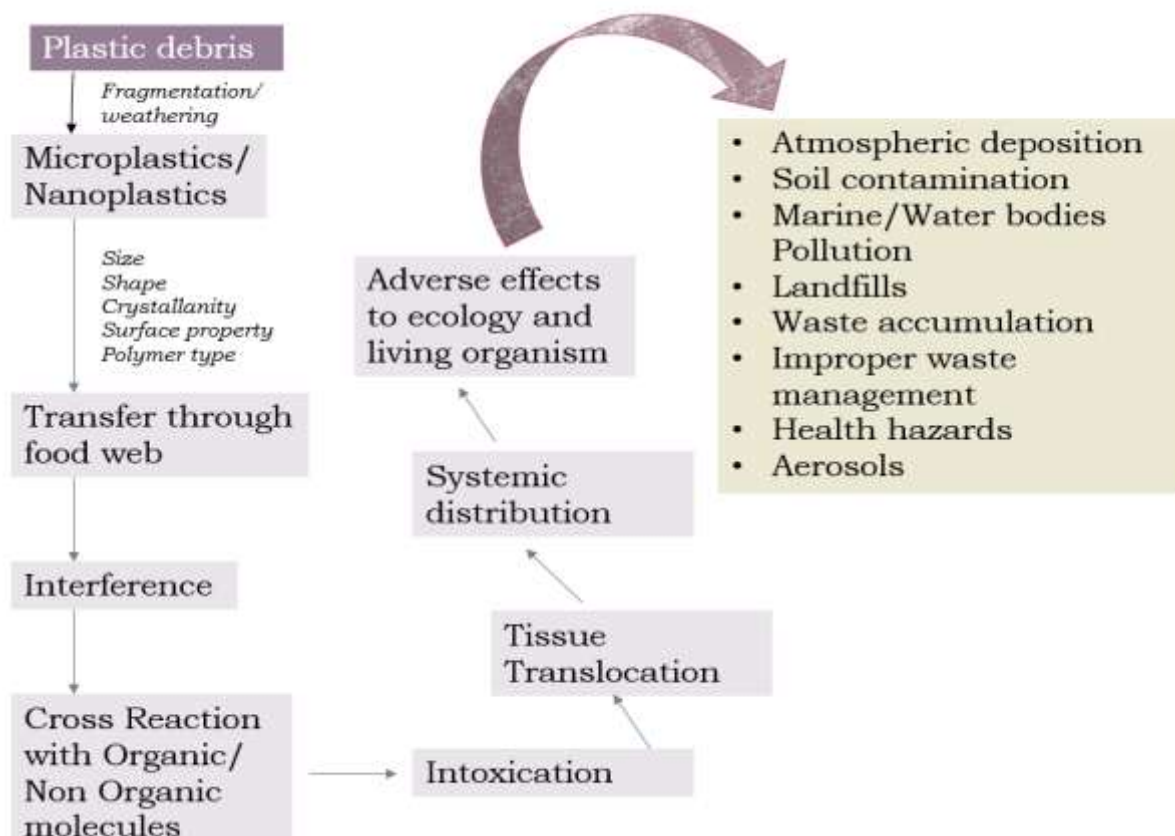 Plastic debris
Fragmentation/
weathering
Microplastics/
Nanoplastics
Size
Shape
Crystallanity
Surface property
Polymer type
Transfer through
food web
Interference
Cross Reaction
with Organic/
Non Organic
molecules
Intoxication
Tissue
Translocation
Systemic
distribution
Adverse effects
to ecology and
living organism
• Atmospheric deposition
• Soil contamination
• Marine/Water bodies
Pollution
• Landfills
• Waste accumulation
• Improper waste
management
• Health hazards
• Aerosols